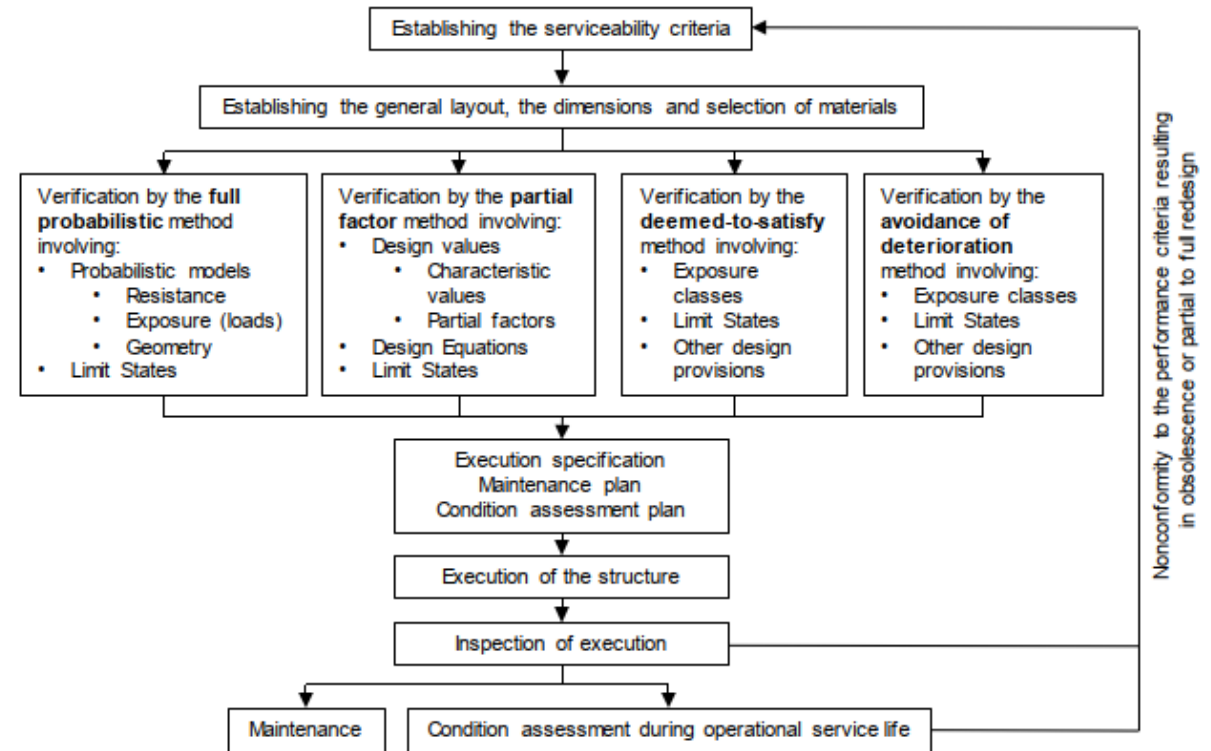 Establishing the serviceability criteria
Establishing the general layout, the dimensions and selection of materials
Verification by the full
probabilistic method
involving:
• Probabilistic models
• Resistance
• Exposure (loads)
• Geometry
• Limit States
Verification by the partial
factor method involving:
• Design values
• Characteristic
values
• Partial factors
• Design Equations
• Limit States
Verification by the
deemed-to-satisfy
method involving:
• Exposure
classes
• Limit States
• Other design
provisions
Verification by the
avoidance of
deterioration
method involving:
• Exposure classes
• Limit States
• Other design
provisions
Execution specification
Maintenance plan
Condition assessment plan
Execution of the structure
Inspection of execution
Maintenance
Condition assessment during operational service life
Nonconformity to the performance criteria resulting
in obsolescence or partial to full redesign